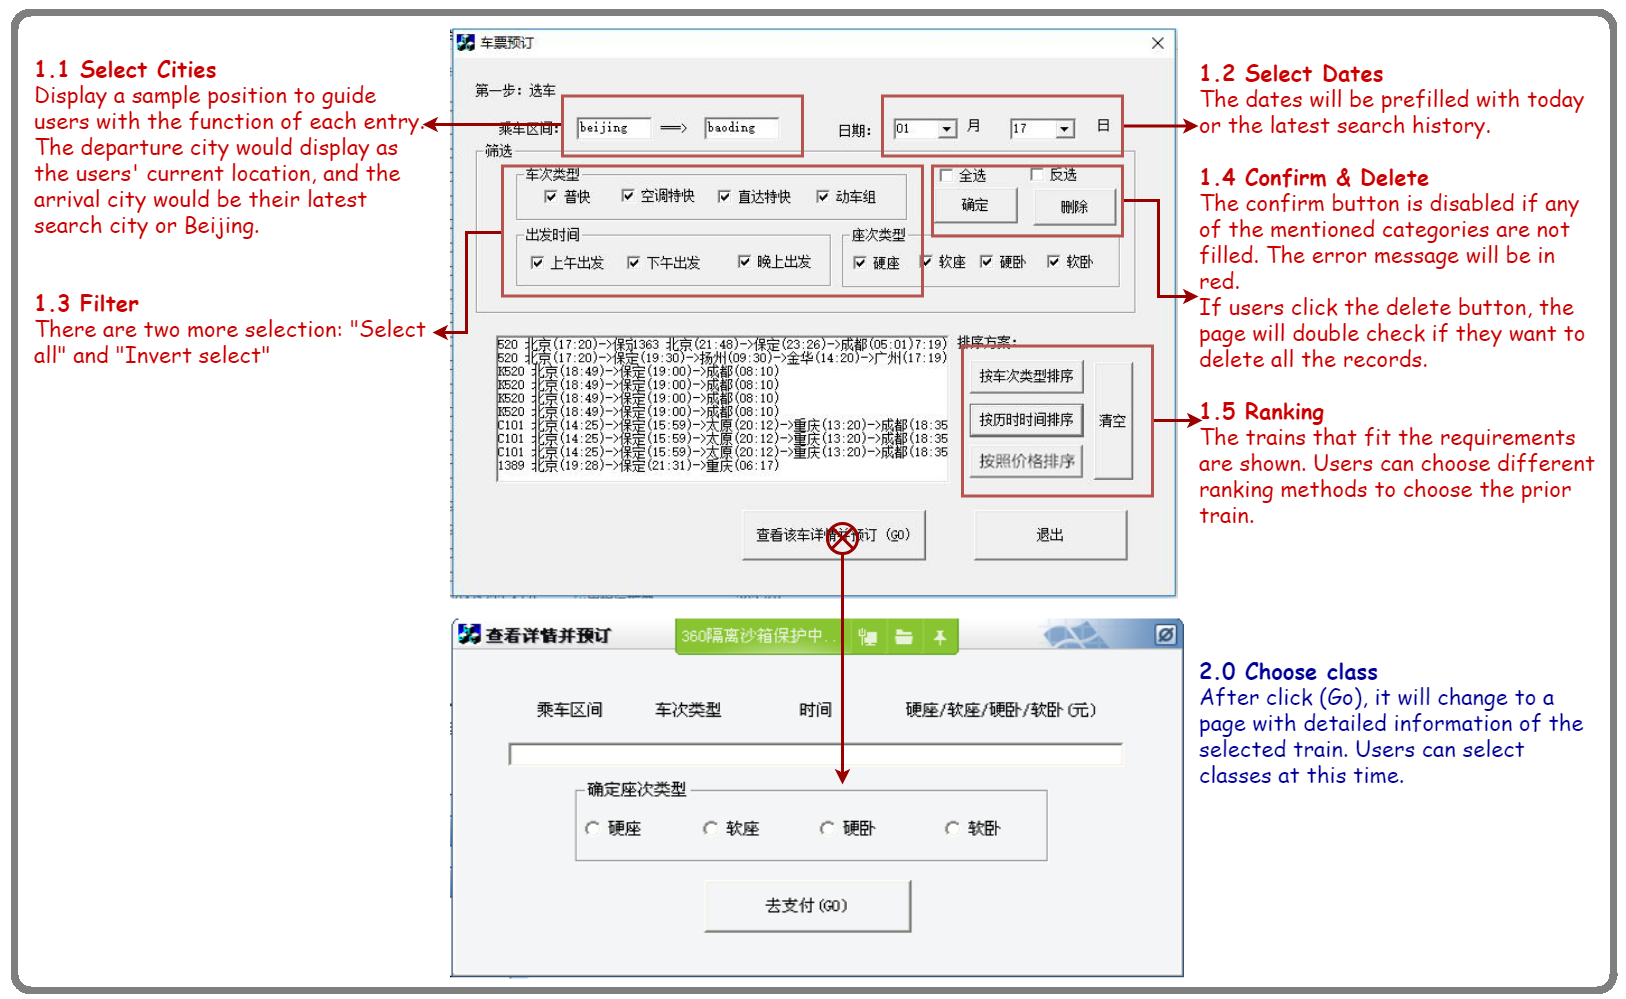 1.1 Select Cities
Display a sample position to guide
users with the function of each entry.
The departure city would display as
the users' current location, and the
arrival city would be their latest
search city or Beijing.
1.3 Filter
There are two more selection: "Select
all" and "Invert select"
车票预订
第一步：选车
乘车区间：
beijing
==>
baoding
日期：
01
月
17
日
筛选
车次类型
普快
空调特快
直达特快
动车组
全选
反选
确定
删除
出发时间
上午出发
下午出发
晚上出发
座次类型
硬座
软座
硬卧
软卧
520 北京(17:20)->保定1363 北京(21:48)->保定(23:26)->成都(05:01)7:19)
520 北京(17:20)->保定(19:30)->扬州(09:30)->金华(14:20)->广州(17:19)
K520 北京(18:49)->保定(19:00)->成都(08:10)
K520 北京(18:49)->保定(19:00)->成都(08:10)
K520 北京(18:49)->保定(19:00)->成都(08:10)
K520 北京(18:49)->保定(19:00)->成都(08:10)
C101 北京(14:25)->保定(15:59)->太原(20:12)->重庆(13:20)->成都(18:35
C101 北京(14:25)->保定(15:59)->太原(20:12)->重庆(13:20)->成都(18:35
C101 北京(14:25)->保定(15:59)->太原(20:12)->重庆(13:20)->成都(18:35
1389 北京(19:28)->保定(21:31)->重庆(06:17)
排序方案：
按车次类型排序
按历时时间排序
按照价格排序
清空
查看该车详情并预订 (GO)
退出
1.2 Select Dates
The dates will be prefilled with today
or the latest search history.
1.4 Confirm & Delete
The confirm button is disabled if any
of the mentioned categories are not
filled. The error message will be in
red.
If users click the delete button, the
page will double check if they want to
delete all the records.
1.5 Ranking
The trains that fit the requirements
are shown. Users can choose different
ranking methods to choose the prior
train.
查看详情并预订
360隔离沙箱保护中..
乘车区间
车次类型
时间
硬座/软座/硬卧/软卧(元)
确定座次类型
硬座
软座
硬卧
软卧
去支付(GO)
2.0 Choose class
After click (Go), it will change to a
page with detailed information of the
selected train. Users can select
classes at this time.